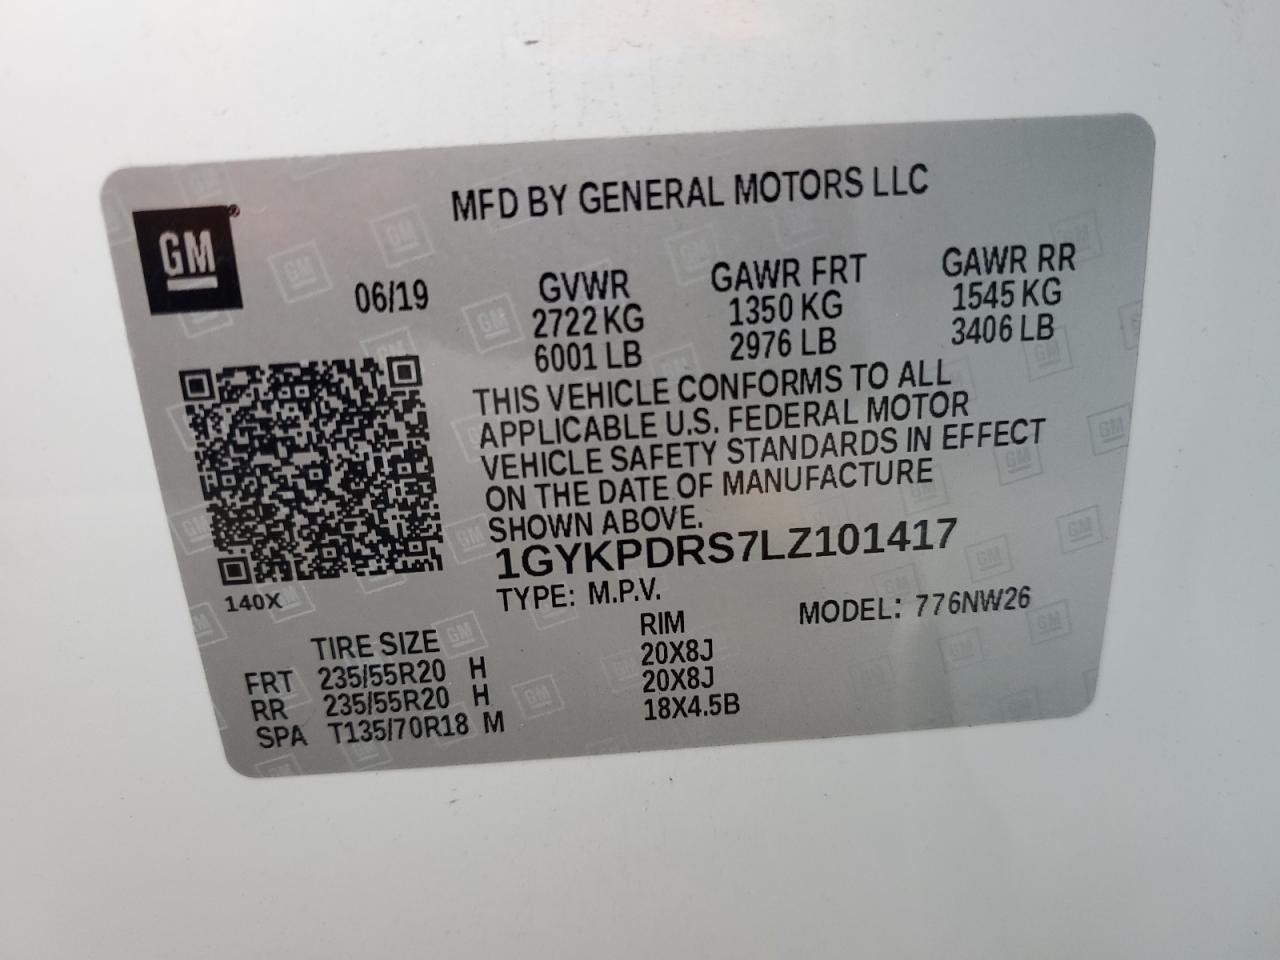 MFD BY GENERAL MOTORS LLC
GM®
06/19
GVWR GAWR FRT GAWR RR
2722 KG 1350 KG 1545 KG
6001 LB 2976 LB 3406 LB
THIS VEHICLE CONFORMS TO ALL
APPLICABLE U.S. FEDERAL MOTOR
VEHICLE SAFETY STANDARDS IN EFFECT
ON THE DATE OF MANUFACTURE
SHOWN ABOVE.
1GYKPDRS7LZ101417
140X
TYPE: M.P.V. MODEL: 776NW26
TIRE SIZE RIM
FRT 235/55R20 H 20X8J
RR 235/55R20 H 20X8J
SPA T135/70R18 M 18X4.5B